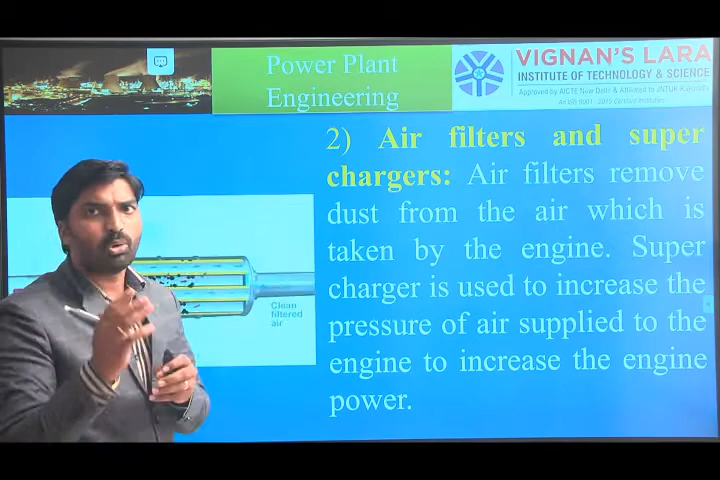 Power Plant
Engineering
VIGNAN'S LARA
INSTITUTE OF TECHNOLOGY & SCIENCE
Approved by AICTE New Delhi & Affiliated to JNTUK Kakinada
An ISO 9001 : 2015 Certified Institution
2) Air filters and super
chargers: Air filters remove
dust from the air which is
taken by the engine. Super
charger is used to increase the
pressure of air supplied to the
engine to increase the engine
power.
Clean
filtered
air